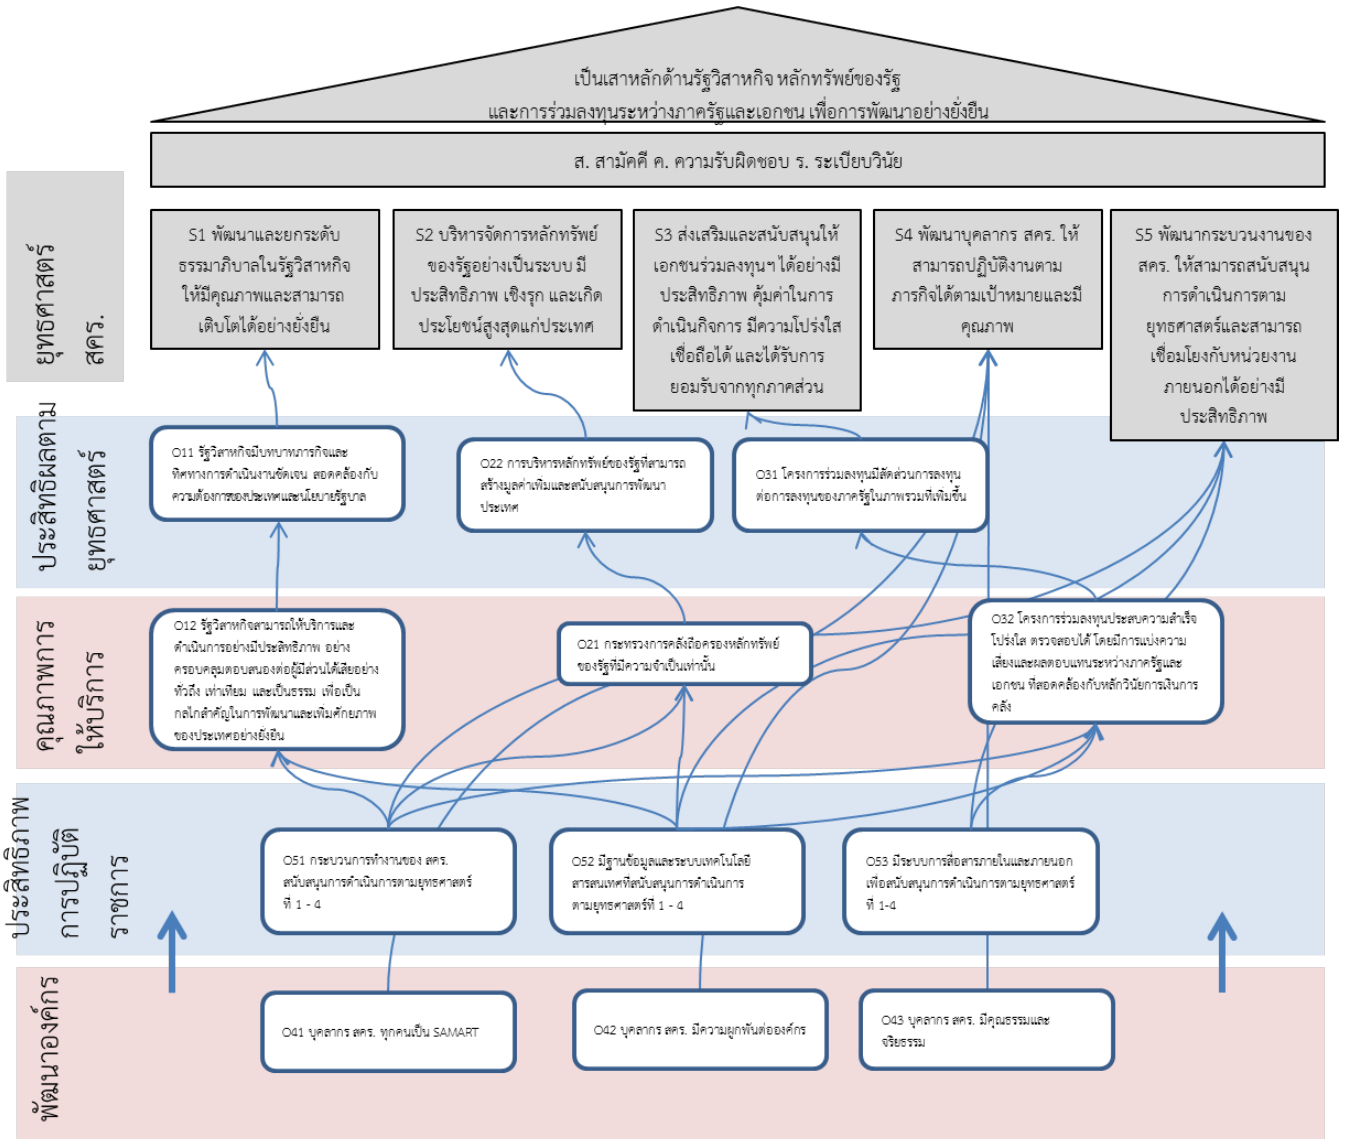 เป็นเสาหลักด้านรัฐวิสาหกิจ หลักทรัพย์ของรัฐ
และการร่วมลงทุนระหว่างภาครัฐและเอกชน เพื่อการพัฒนาอย่างยั่งยืน
ส. สามัคคี ค. ความรับผิดชอบ ร. ระเบียบวินัย
ยุทธศาสตร์
สคร.
S1 พัฒนาและยกระดับ
ธรรมาภิบาลในรัฐวิสาหกิจ
ให้มีคุณภาพและสามารถ
เติบโตได้อย่างยั่งยืน
S2 บริหารจัดการหลักทรัพย์
ของรัฐอย่างเป็นระบบ มี
ประสิทธิภาพ เชิงรุก และเกิด
ประโยชน์สูงสุดแก่ประเทศ
S3 ส่งเสริมและสนับสนุนให้
เอกชนร่วมลงทุนฯ ได้อย่างมี
ประสิทธิภาพ คุ้มค่าในการ
ดำเนินกิจการ มีความโปร่งใส
เชื่อถือได้ และได้รับการ
ยอมรับจากทุกภาคส่วน
S4 พัฒนาบุคลากร สคร. ให้
สามารถปฏิบัติงานตาม
ภารกิจได้ตามเป้าหมายและมี
คุณภาพ
S5 พัฒนากระบวนงานของ
สคร. ให้สามารถสนับสนุน
การดำเนินการตาม
ยุทธศาสตร์และสามารถ
เชื่อมโยงกับหน่วยงาน
ภายนอกได้อย่างมี
ประสิทธิภาพ
ประสิทธิผลตาม
ยุทธศาสตร์
O11 รัฐวิสาหกิจมีบทบาทภารกิจและ
ทิศทางการดำเนินงานชัดเจน สอดคล้องกับ
ความต้องการของประเทศและนโยบายรัฐบาล
O22 การบริหารหลักทรัพย์ของรัฐที่สามารถ
สร้างมูลค่าเพิ่มและสนับสนุนการพัฒนา
ประเทศ
O31 โครงการร่วมลงทุนมีสัดส่วนการลงทุน
ต่อการลงทุนของภาครัฐในภาพรวมที่เพิ่มขึ้น
คุณภาพการ
ให้บริการ
O12 รัฐวิสาหกิจสามารถให้บริการและ
ดำเนินการอย่างมีประสิทธิภาพ อย่าง
ครอบคลุมตอบสนองต่อผู้มีส่วนได้เสียอย่าง
ทั่วถึง เท่าเทียม และเป็นธรรม เพื่อเป็น
กลไกสำคัญในการพัฒนาและเพิ่มศักยภาพ
ของประเทศอย่างยั่งยืน
O21 กระทรวงการคลังถือครองหลักทรัพย์
ของรัฐที่มีความจำเป็นเท่านั้น
O32 โครงการร่วมลงทุนประสบความสำเร็จ
โปร่งใส ตรวจสอบได้ โดยมีการแบ่งความ
เสี่ยงและผลตอบแทนระหว่างภาครัฐและ
เอกชน ที่สอดคล้องกับหลักวินัยการเงินการ
คลัง
ประสิทธิภาพ
การปฏิบัติ
ราชการ
O51 กระบวนการทำงานของ สคร.
สนับสนุนการดำเนินการตามยุทธศาสตร์
ที่ 1 - 4
O52 มีฐานข้อมูลและระบบเทคโนโลยี
สารสนเทศที่สนับสนุนการดำเนินการ
ตามยุทธศาสตร์ที่ 1 - 4
O53 มีระบบการสื่อสารภายในและภายนอก
เพื่อสนับสนุนการดำเนินการตามยุทธศาสตร์
ที่ 1-4
พัฒนาองค์กร
O41 บุคลากร สคร. ทุกคนเป็น SAMART
O42 บุคลากร สคร. มีความผูกพันต่อองค์กร
O43 บุคลากร สคร. มีคุณธรรมและ
จริยธรรม